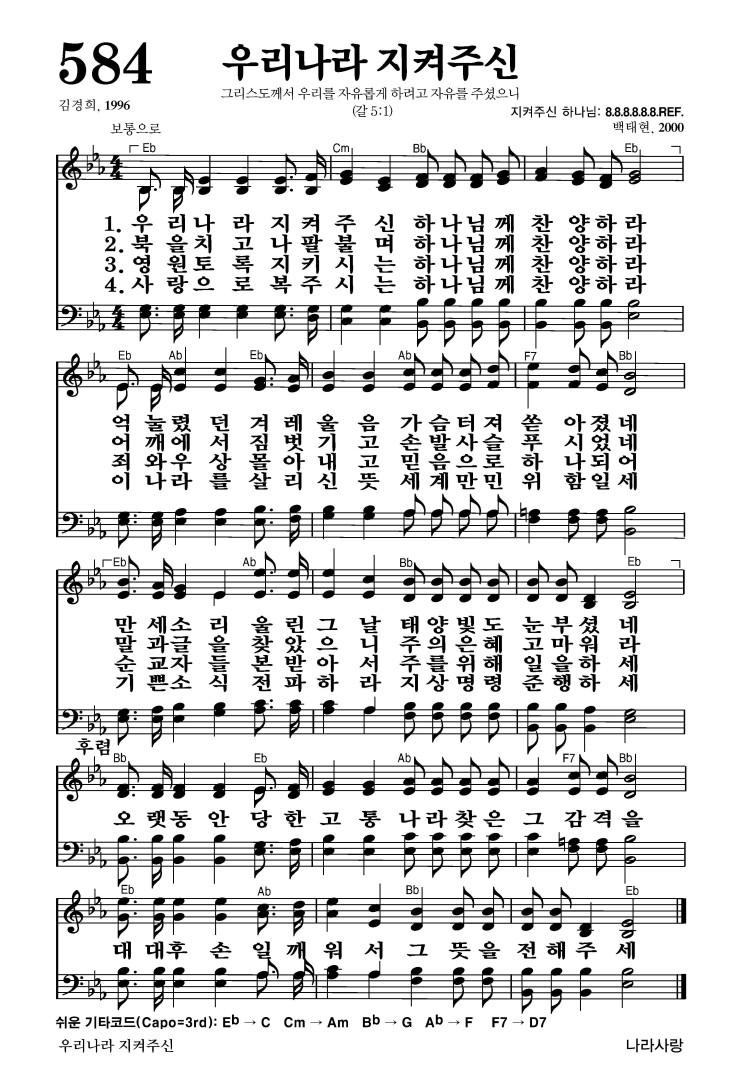 584
우리나라 지켜주신
그리스도께서 우리를 자유롭게 하려고 자유를 주셨으니
(갈 5:1)
김경희, 1996
지켜주신 하나님: 8.8.8.8.8.8.REF.
보통으로
백태현, 2000
Eb Cm Bb Eb
1. 우 리 나 라 지 켜 주 신 하 나 님 께 찬 양 하 라
2. 북 을 치 고 나 팔 불 며 하 나 님 께 찬 양 하 라
3. 영 원 토 록 지 키 시 는 하 나 님 께 찬 양 하 라
4. 사 랑 으 로 복 주 시 는 하 나 님 께 찬 양 하 라
Eb Ab Eb Ab F7 Bb
억 눌 렸 던 겨 레 울 음 가 슴 터 져 쏟 아 졌 네
어 깨 에 서 짐 벗 기 고 손 발 사 슬 푸 시 었 네
죄 와 우 상 몰 아 내 고 믿 음 으 로 하 나 되 어
이 나 라 를 살 리 신 뜻 세 계 만 민 위 함 일 세
Eb Ab Bb Eb
만 세 소 리 울 린 그 날 태 양 빛 도 눈 부 셨 네
말 과 글 을 찾 았 으 니 주 의 은 혜 고 마 워 라
순 교 자 들 본 받 아 서 주 를 위 해 일 을 하 세
기 쁜 소 식 전 파 하 라 지 상 명 령 준 행 하 세
후렴
Bb Eb Ab F7 Bb
오 랫 동 안 당 한 고 통 나 라 찾 은 그 감 격 을
Eb Ab Bb Eb
대 대 후 손 일 깨 워 서 그 뜻 을 전 해 주 세
쉬운 기타코드(Capo=3rd): Eb → C Cm → Am Bb → G Ab → F F7 → D7
우리나라 지켜주신
나라사랑